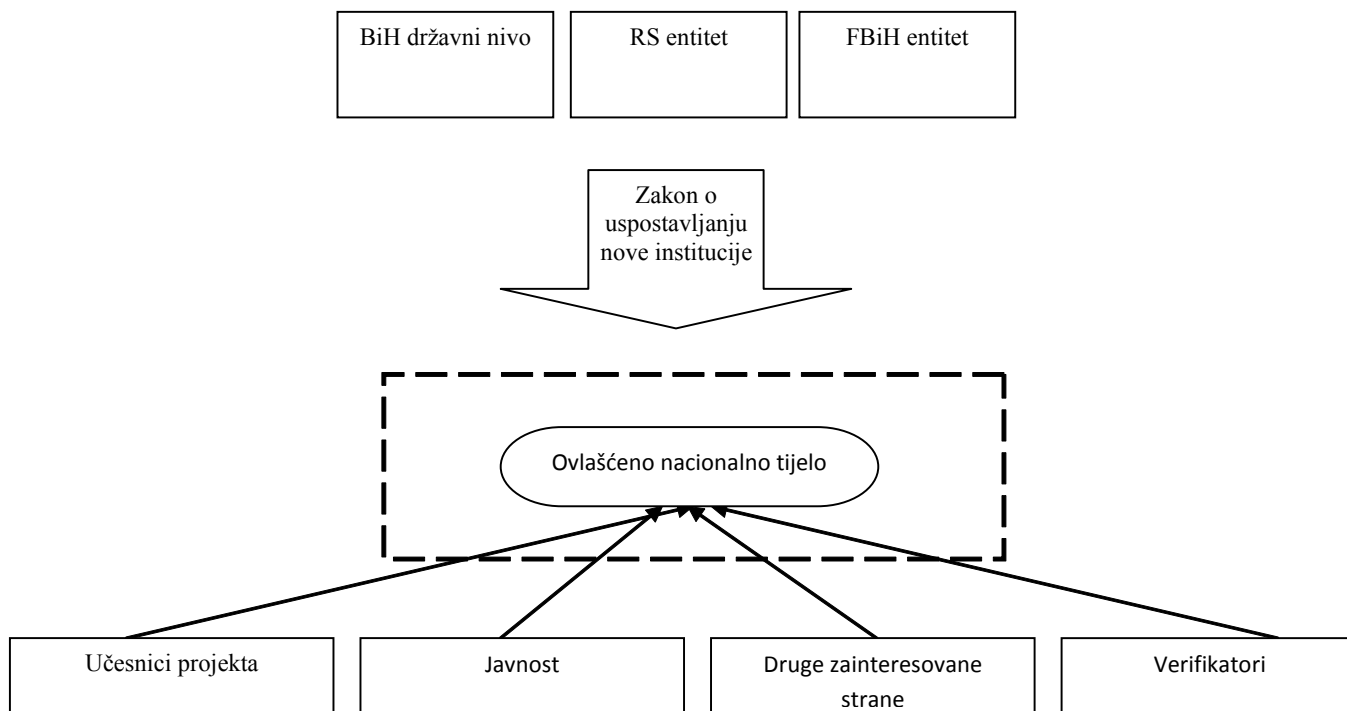 BiH državni nivo
RS entitet
FBiH entitet
Zakon o
uspostavljanju
nove institucije
Ovlašćeno nacionalno tijelo
Učesnici projekta
Javnost
Druge zainteresovane
strane
Verifikatori